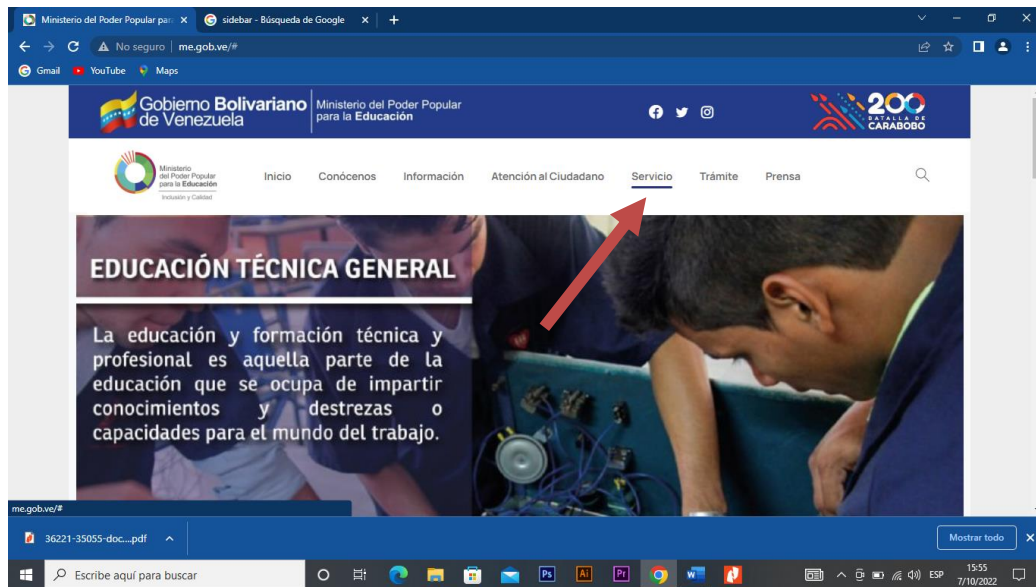 Ministerio del Poder Popular par
sidebar - Búsqueda de Google
No seguro me.gob.ve/#
Gmail YouTube Maps
Gobierno Bolivariano
de Venezuela
Ministerio del Poder Popular
para la Educación
200
BATALLA DE
CARABOBO
Ministerio
del Poder Popular
para la Educación
Inclusión y Calidad
Inicio Conócenos Información Atención al Ciudadano Servicio Trámite Prensa
EDUCACIÓN TÉCNICA GENERAL
La educación y formación técnica y
profesional es aquella parte de la
educación que se ocupa de impartir
conocimientos y destrezas o
capacidades para el mundo del trabajo.
me.gob.ve/#
36221-35055-doc....pdf
Mostrar todo
Escribe aquí para buscar
Ps Ai Pr
ESP
15:55
7/10/2022